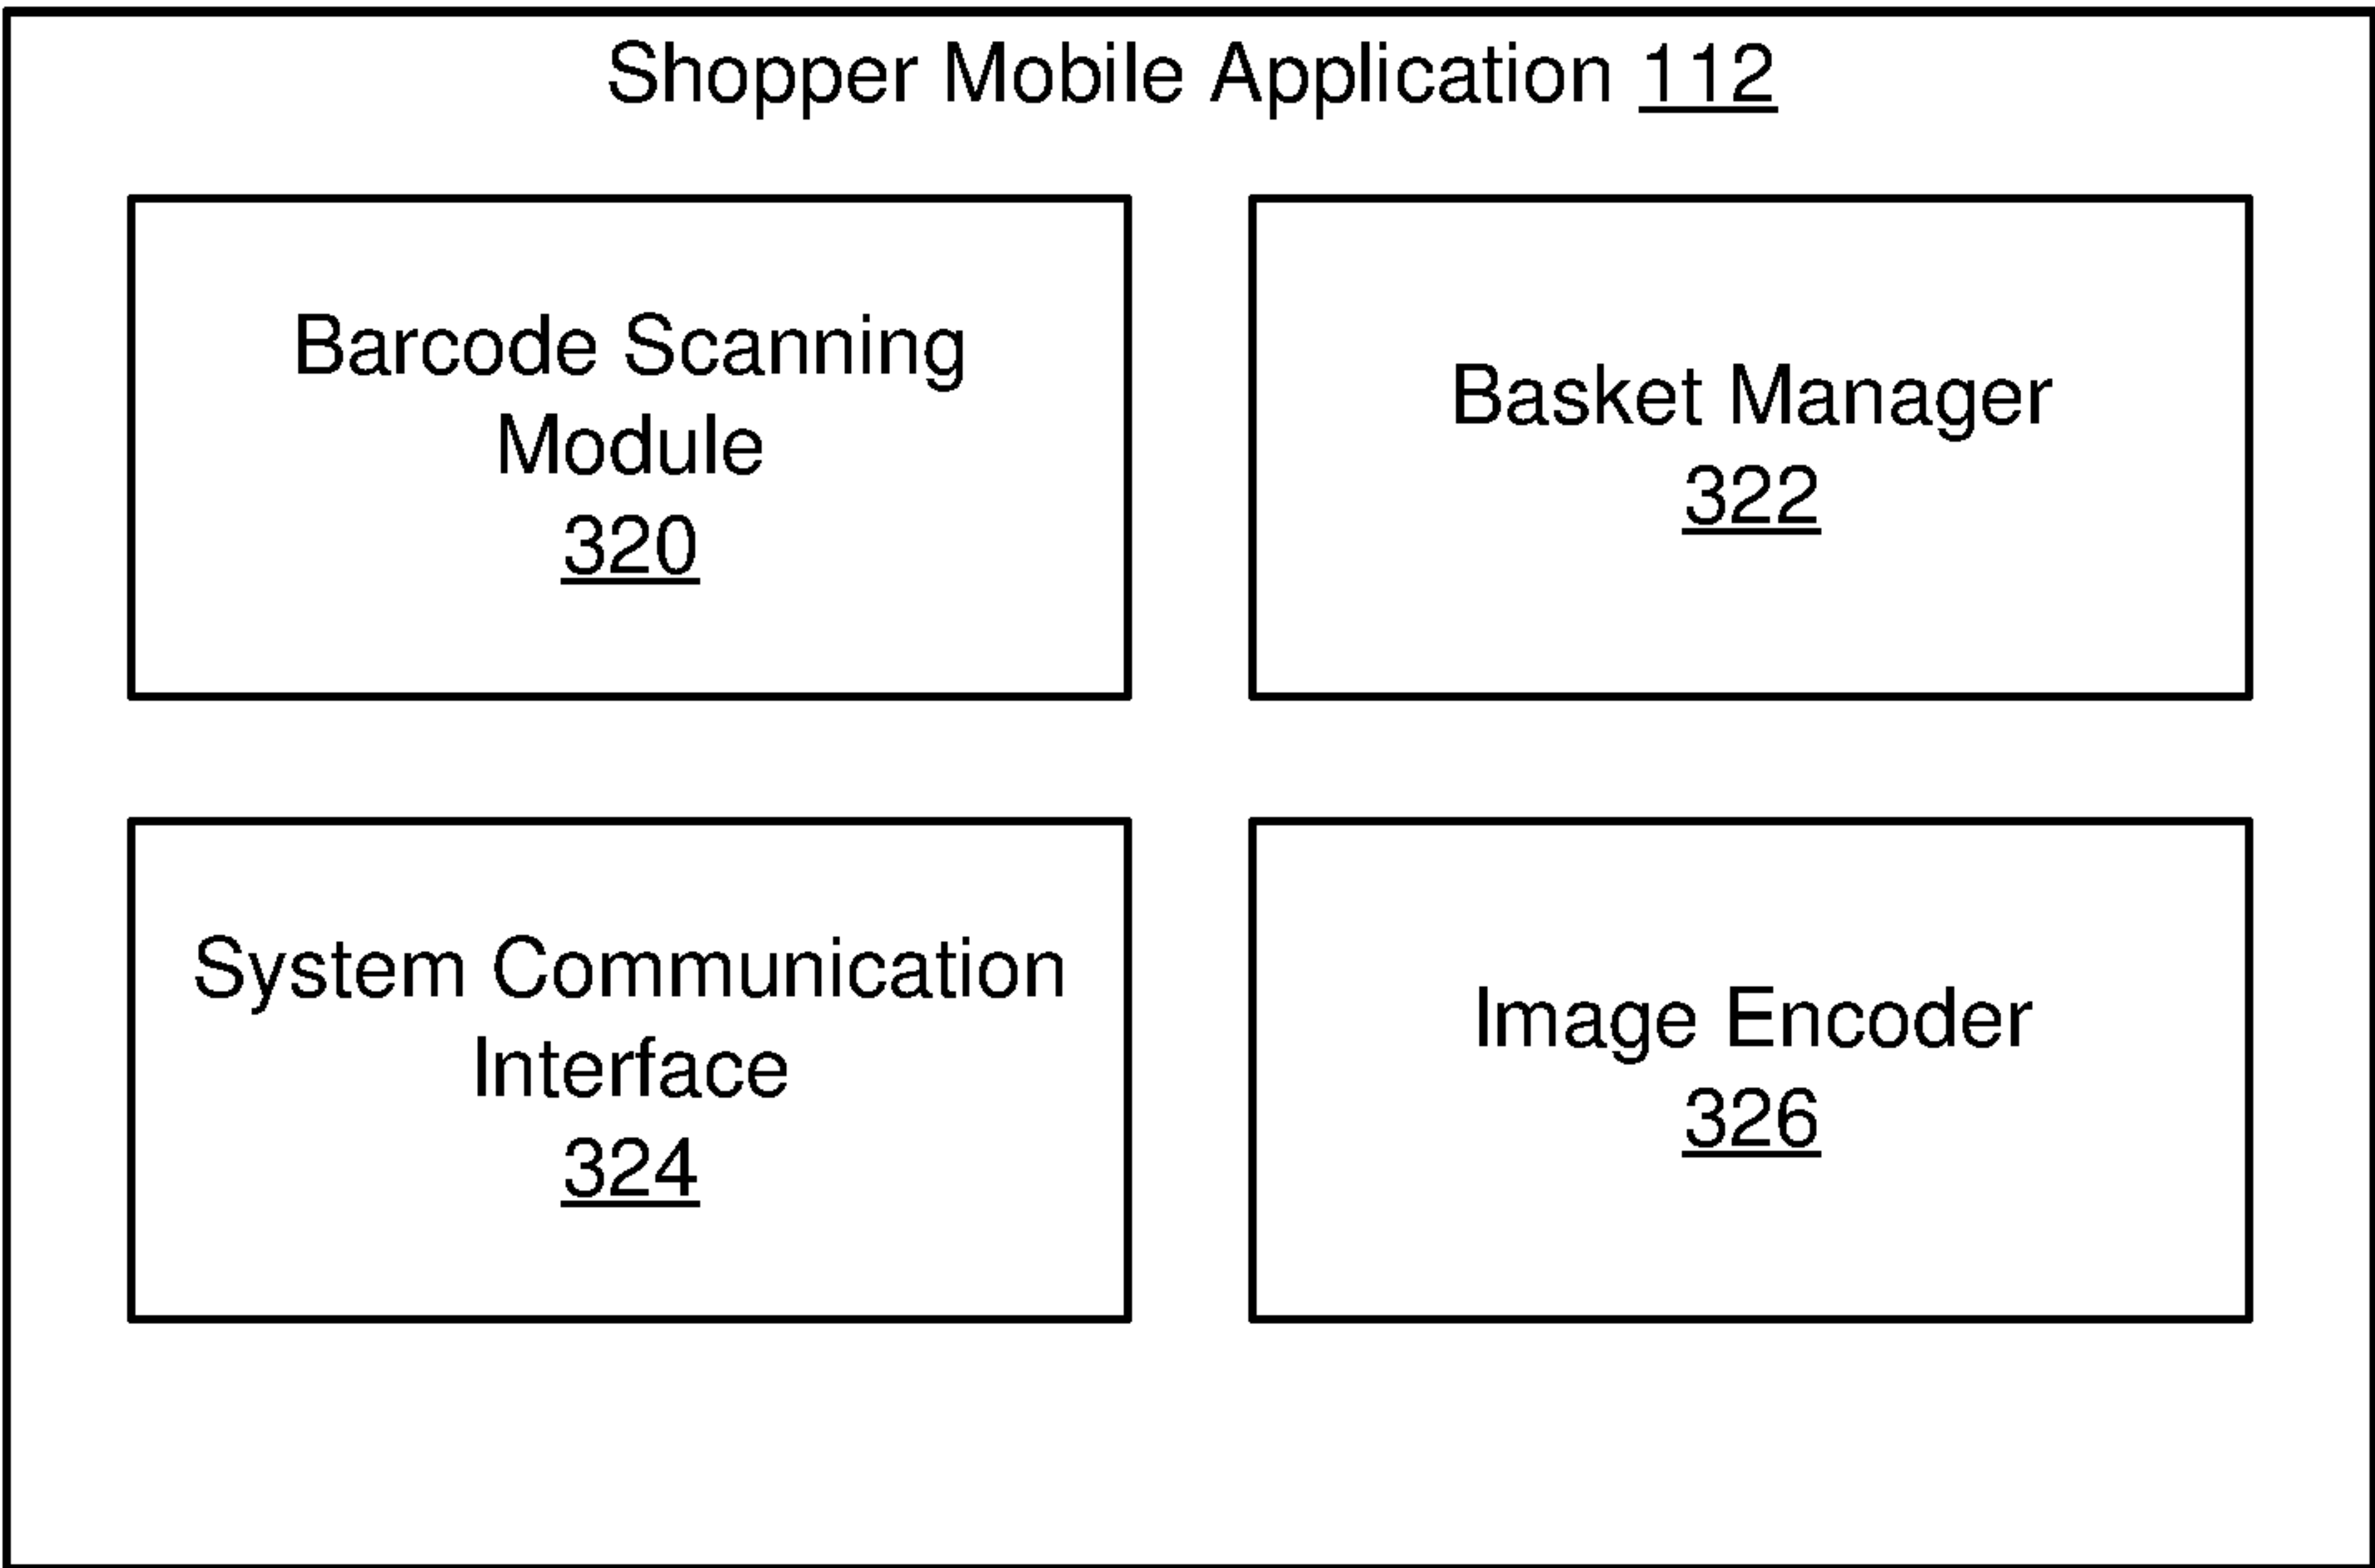 Shopper Mobile Application 112
Barcode Scanning
Module
320
Basket Manager
322
System Communication
Interface
324
Image Encoder
326